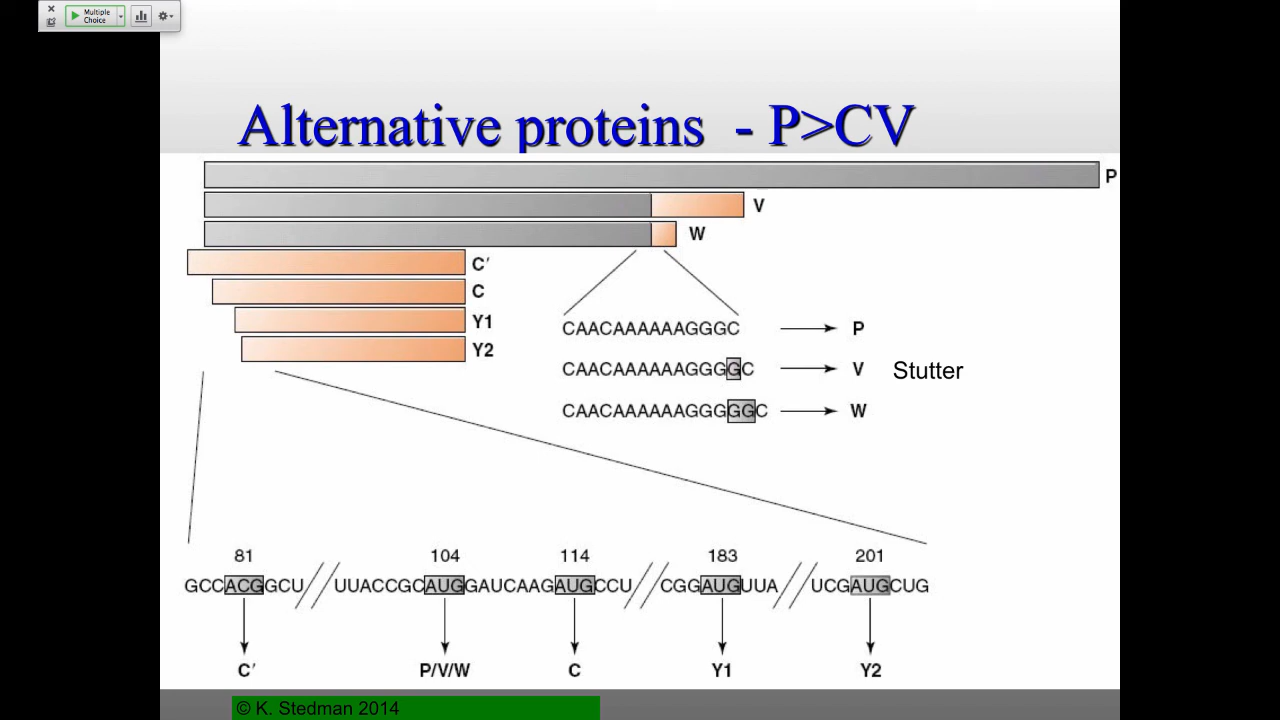 Multiple
Choice
Alternative proteins - P>CV
P
V
W
C′
C
Y1
Y2
CAACAAAAAAGGGC P
CAACAAAAAAGGGGC V Stutter
CAACAAAAAAGGGGGC W
81 104 114 183 201
GCCACGGCU UUACCGCAUGGAUCAAGAUGCCU CGGAUGUUA UCGAUGCUG
C′ P/V/W C Y1 Y2
© K. Stedman 2014